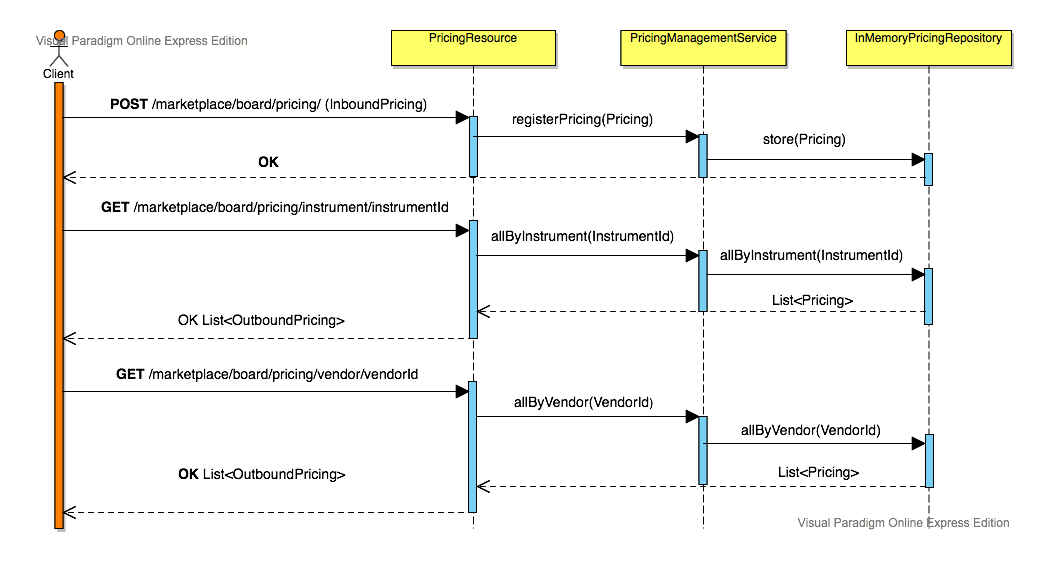 Visual Paradigm Online Express Edition
Client
PricingResource
PricingManagementService
InMemoryPricingRepository
POST /marketplace/board/pricing/ (InboundPricing)
registerPricing(Pricing)
store(Pricing)
OK
GET /marketplace/board/pricing/instrument/instrumentId
allByInstrument(InstrumentId)
allByInstrument(InstrumentId)
List<Pricing>
OK List<OutboundPricing>
GET /marketplace/board/pricing/vendor/vendorId
allByVendor(VendorId)
allByVendor(VendorId)
List<Pricing>
OK List<OutboundPricing>
Visual Paradigm Online Express Edition